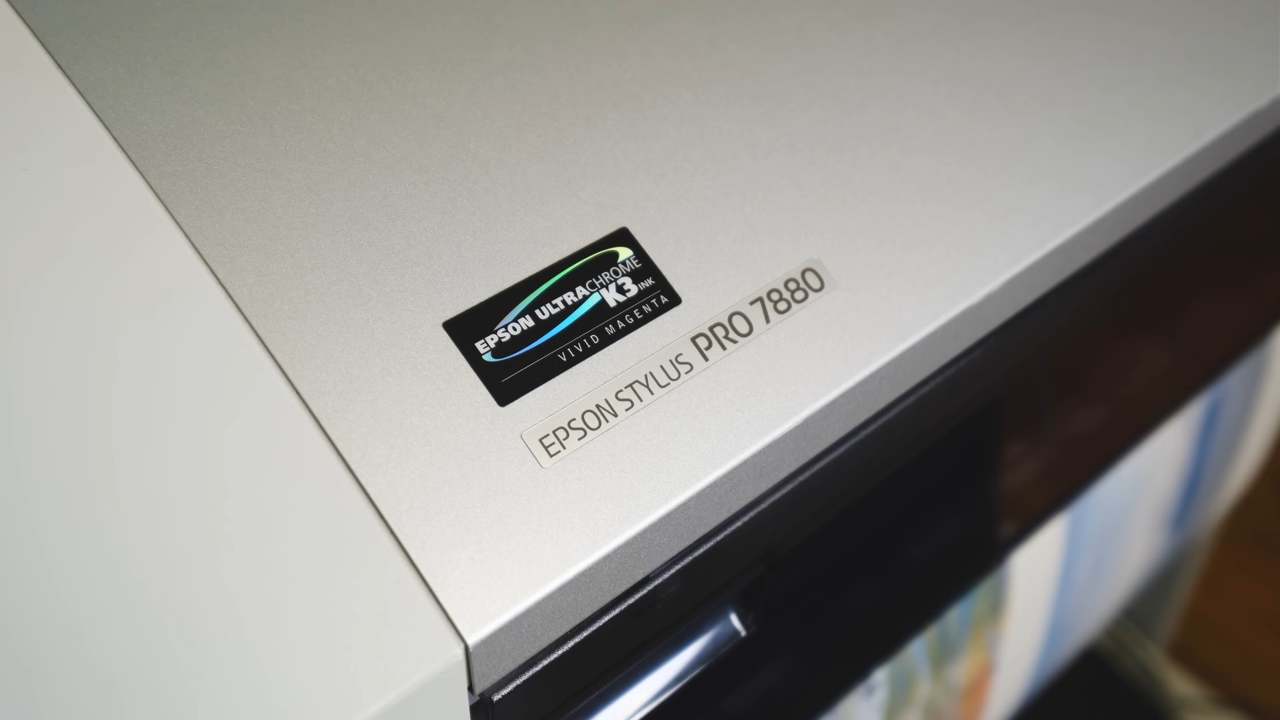 EPSON ULTRACHROME
K3 INK
VIVID MAGENTA
EPSON STYLUS PRO 7880